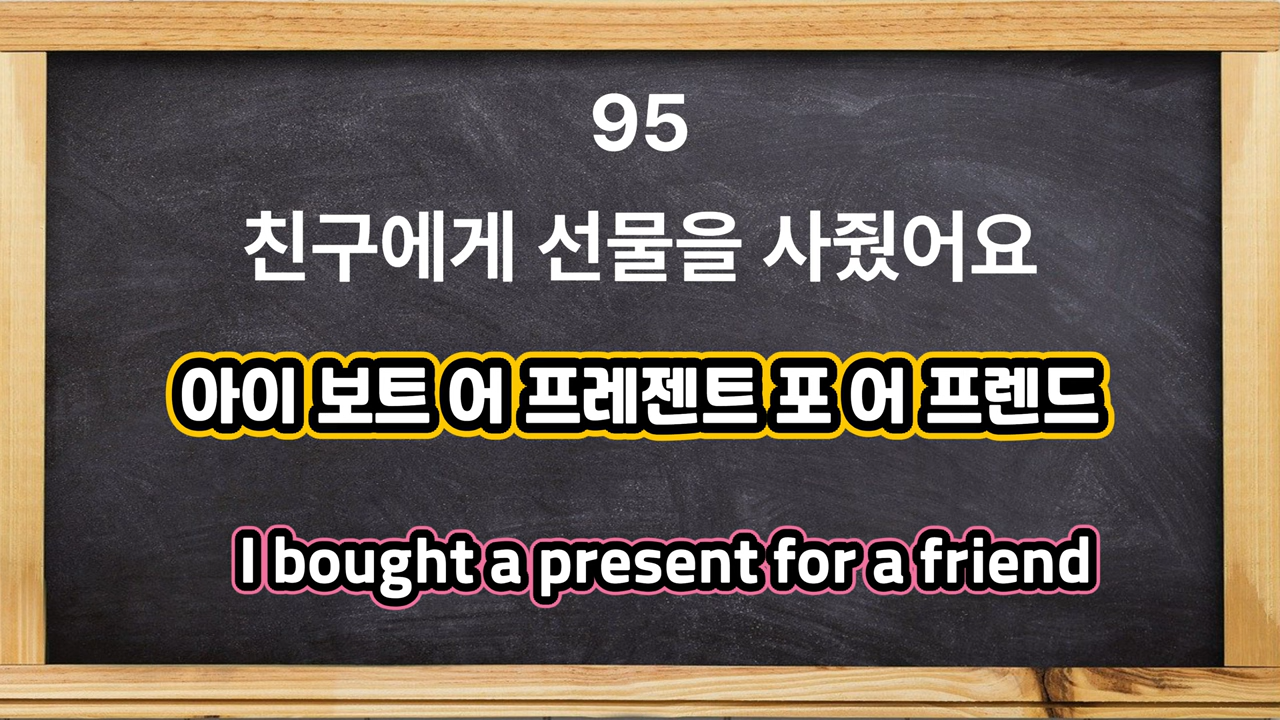 95
친구에게 선물을 사줬어요
아이 보트 어 프레젠트 포 어 프렌드
I bought a present for a friend